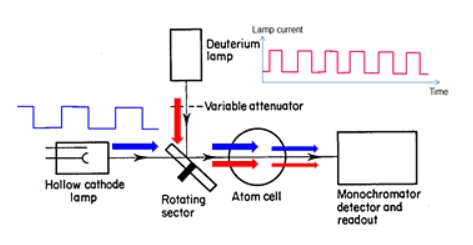 Lamp current
Deuterium
lamp
Time
Variable attenuator
Hollow cathode
lamp
Rotating
sector
Atom cell
Monochromator
detector and
readout